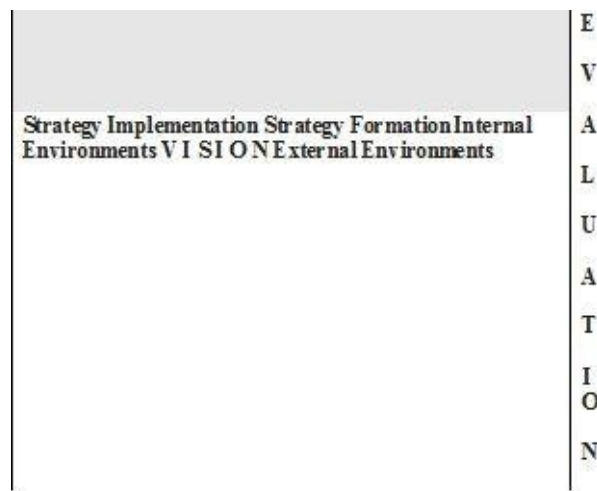 Strategy Implementation Strategy Formation Internal
Environments V I SI O N External Environments
E
V
A
L
U
A
T
I
O
N